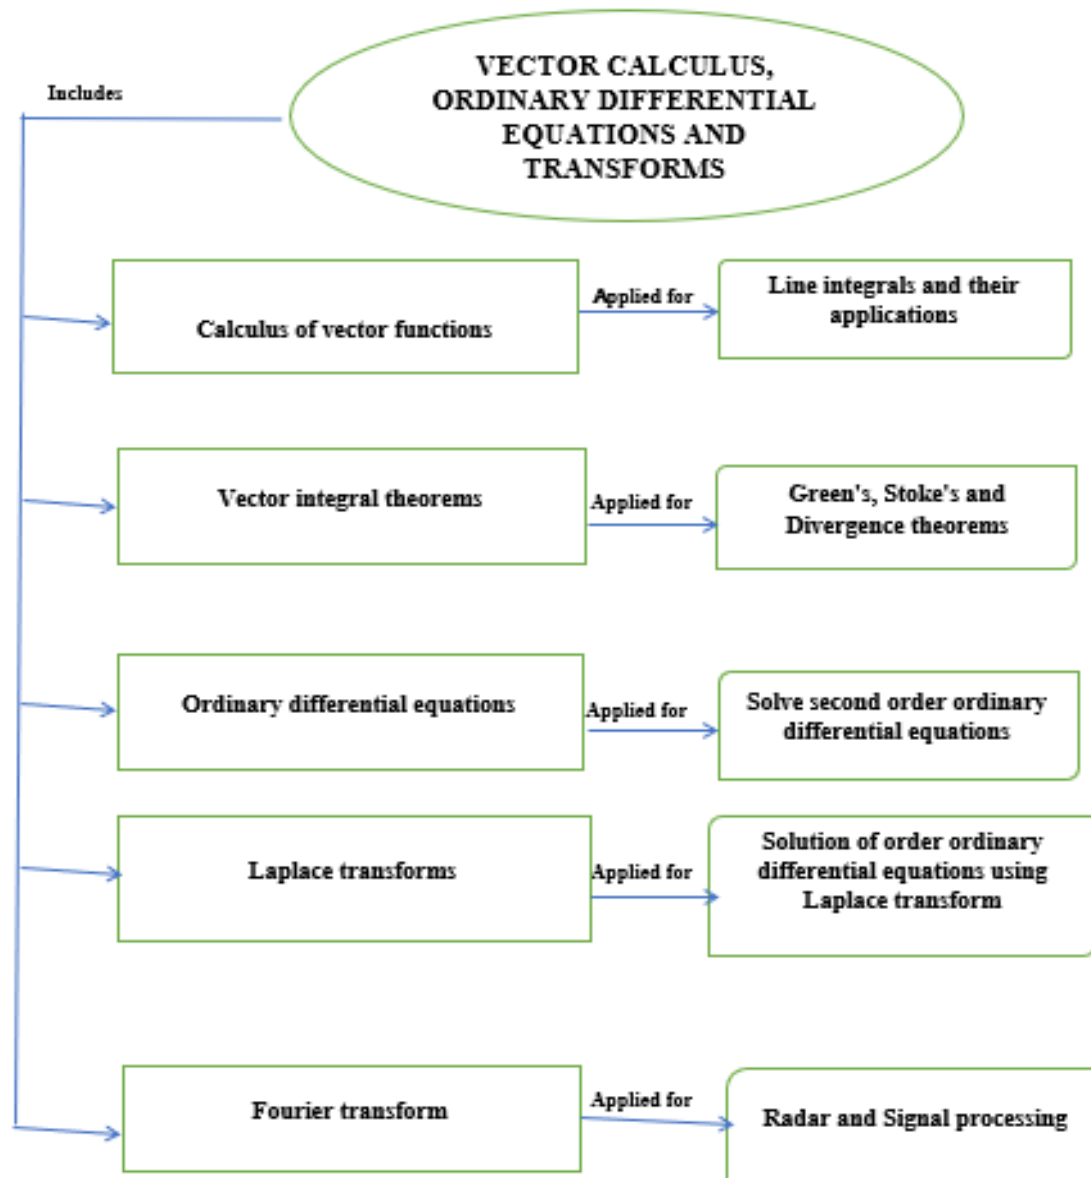 VECTOR CALCULUS,
ORDINARY DIFFERENTIAL
EQUATIONS AND
TRANSFORMS
Includes
Calculus of vector functions
Applied for
Line integrals and their
applications
Vector integral theorems
Applied for
Green's, Stoke's and
Divergence theorems
Ordinary differential equations
Applied for
Solve second order ordinary
differential equations
Laplace transforms
Applied for
Solution of order ordinary
differential equations using
Laplace transform
Fourier transform
Applied for
Radar and Signal processing